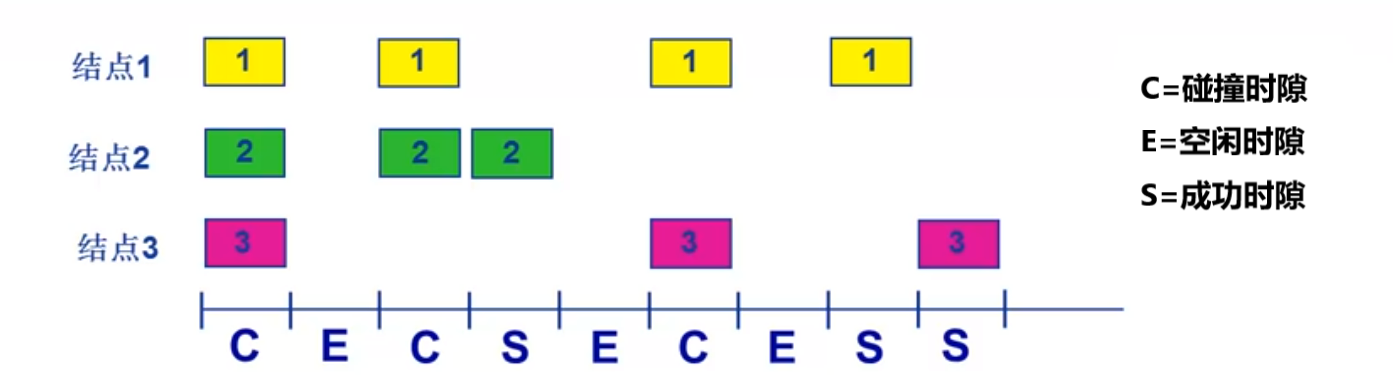 结点1 1 1 1 1
结点2 2 2 2
结点3 3 3 3
C E C S E C E S S
C=碰撞时隙
E=空闲时隙
S=成功时隙